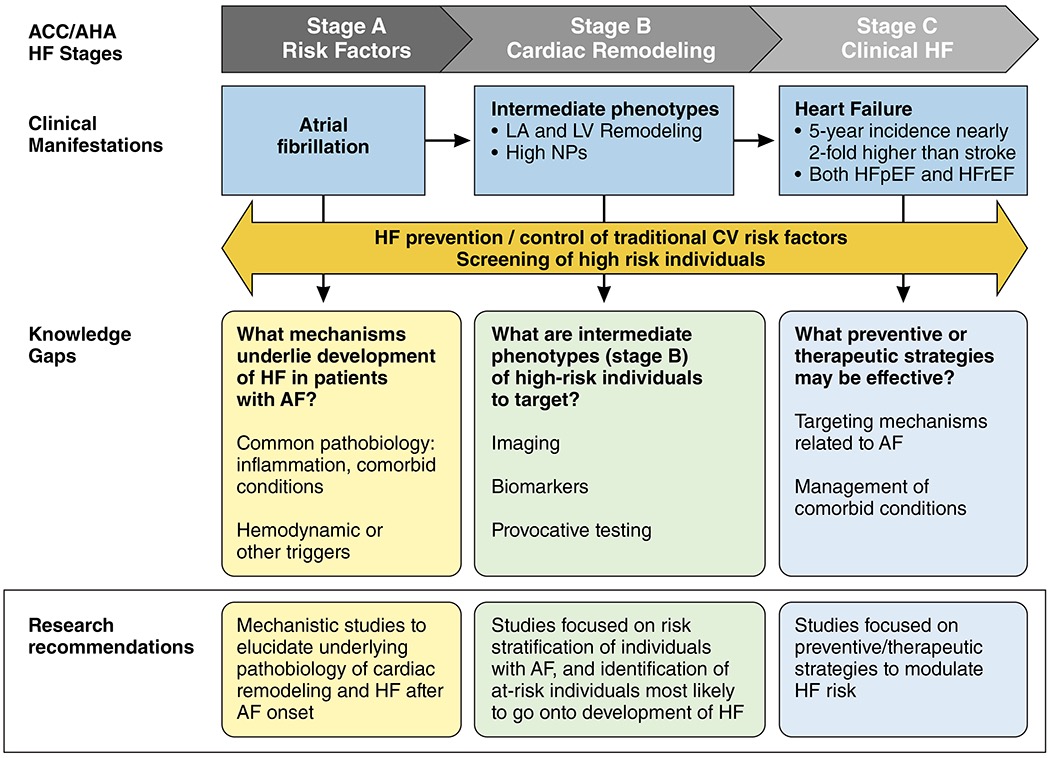 ACC/AHA
HF Stages
Stage A
Risk Factors
Stage B
Cardiac Remodeling
Stage C
Clinical HF
Clinical
Manifestations
Atrial
fibrillation
Intermediate phenotypes
• LA and LV Remodeling
• High NPs
Heart Failure
• 5-year incidence nearly
2-fold higher than stroke
• Both HFpEF and HFrEF
HF prevention / control of traditional CV risk factors
Screening of high risk individuals
Knowledge
Gaps
What mechanisms
underlie development
of HF in patients
with AF?
Common pathobiology:
inflammation, comorbid
conditions
Hemodynamic or
other triggers
What are intermediate
phenotypes (stage B)
of high-risk individuals
to target?
Imaging
Biomarkers
Provocative testing
What preventive or
therapeutic strategies
may be effective?
Targeting mechanisms
related to AF
Management of
comorbid conditions
Research
recommendations
Mechanistic studies to
elucidate underlying
pathobiology of cardiac
remodeling and HF after
AF onset
Studies focused on risk
stratification of individuals
with AF, and identification of
at-risk individuals most likely
to go onto development of HF
Studies focused on
preventive/therapeutic
strategies to modulate
HF risk